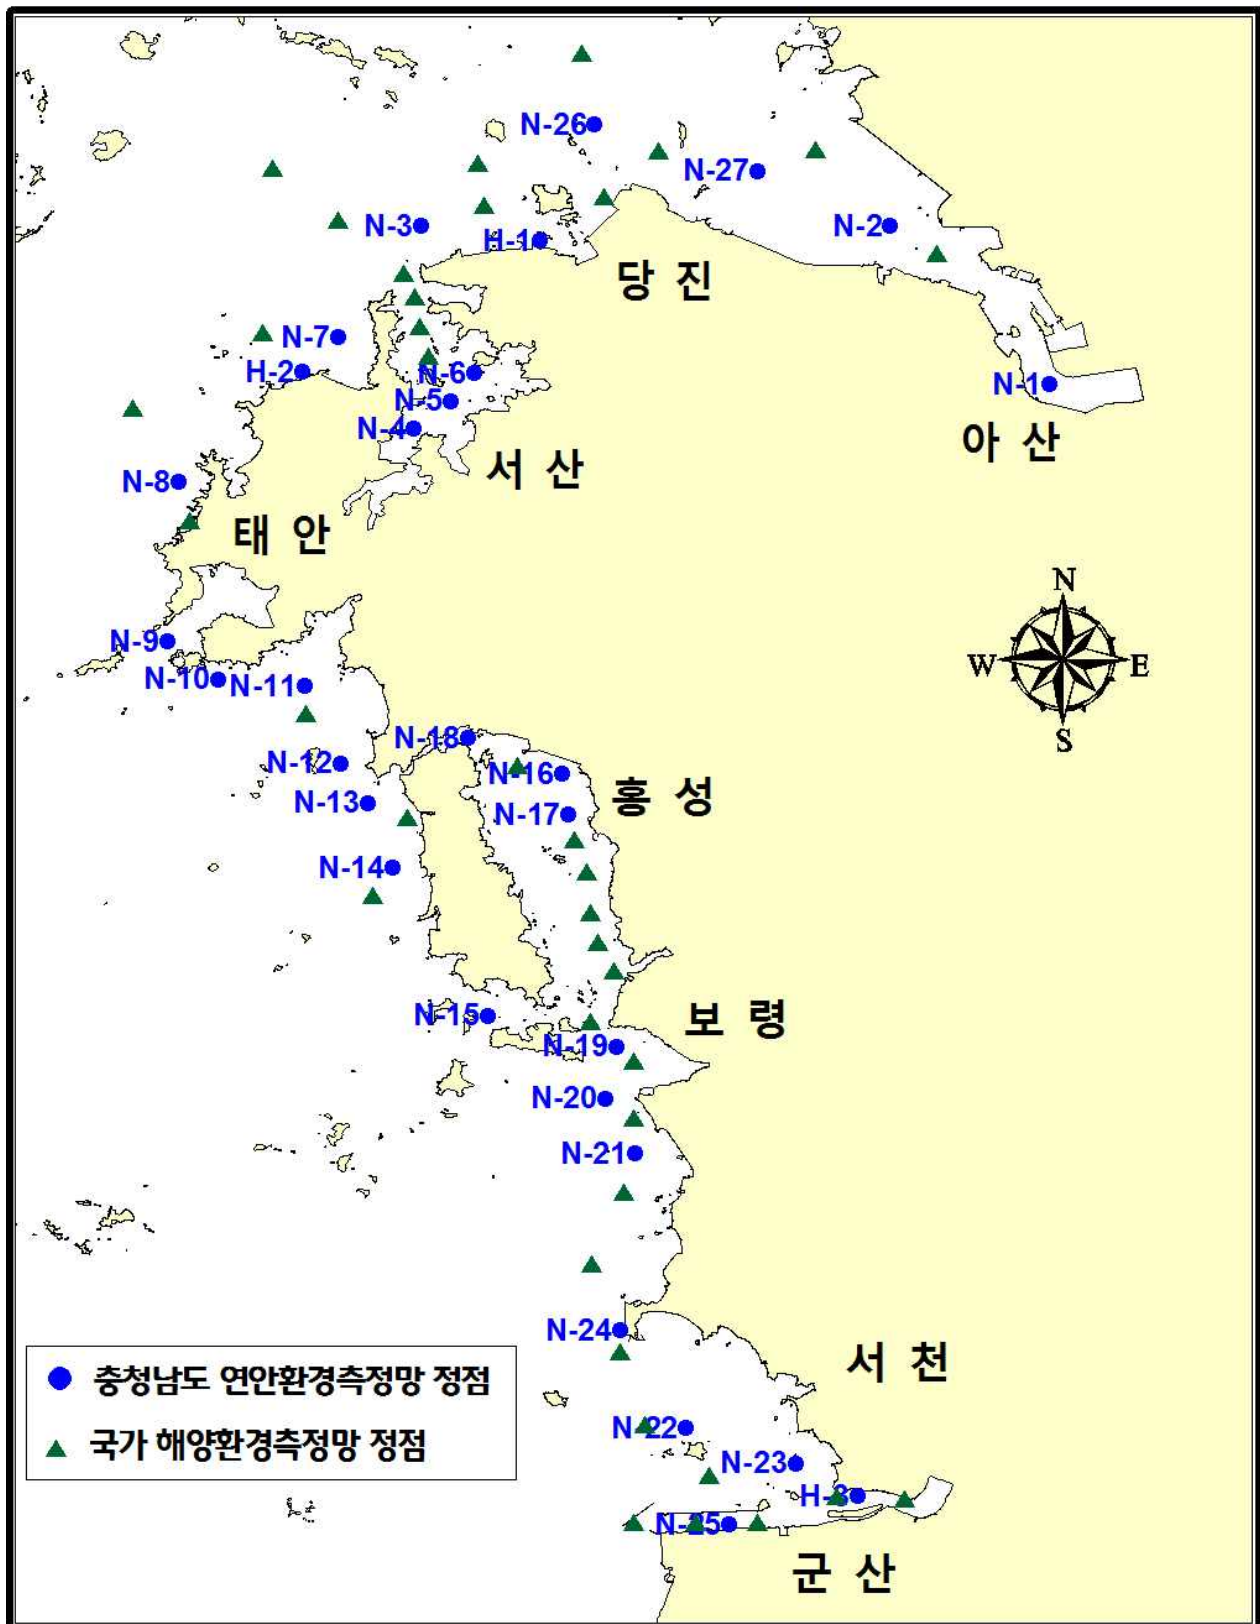 N-26
N-27
N-3
H-1
N-2
당 진
N-7
H-2
N-6
N-1
N-5
N-4
아 산
서 산
N-8
태 안
N
N-9
W
E
N-10
N-11
S
N-18
N-12
N-16
홍 성
N-13
N-17
N-14
N-15
보 령
N-19
N-20
N-21
N-24
서 천
충청남도 연안환경측정망 정점
N-22
국가 해양환경측정망 정점
N-23
H-3
N-25
군 산